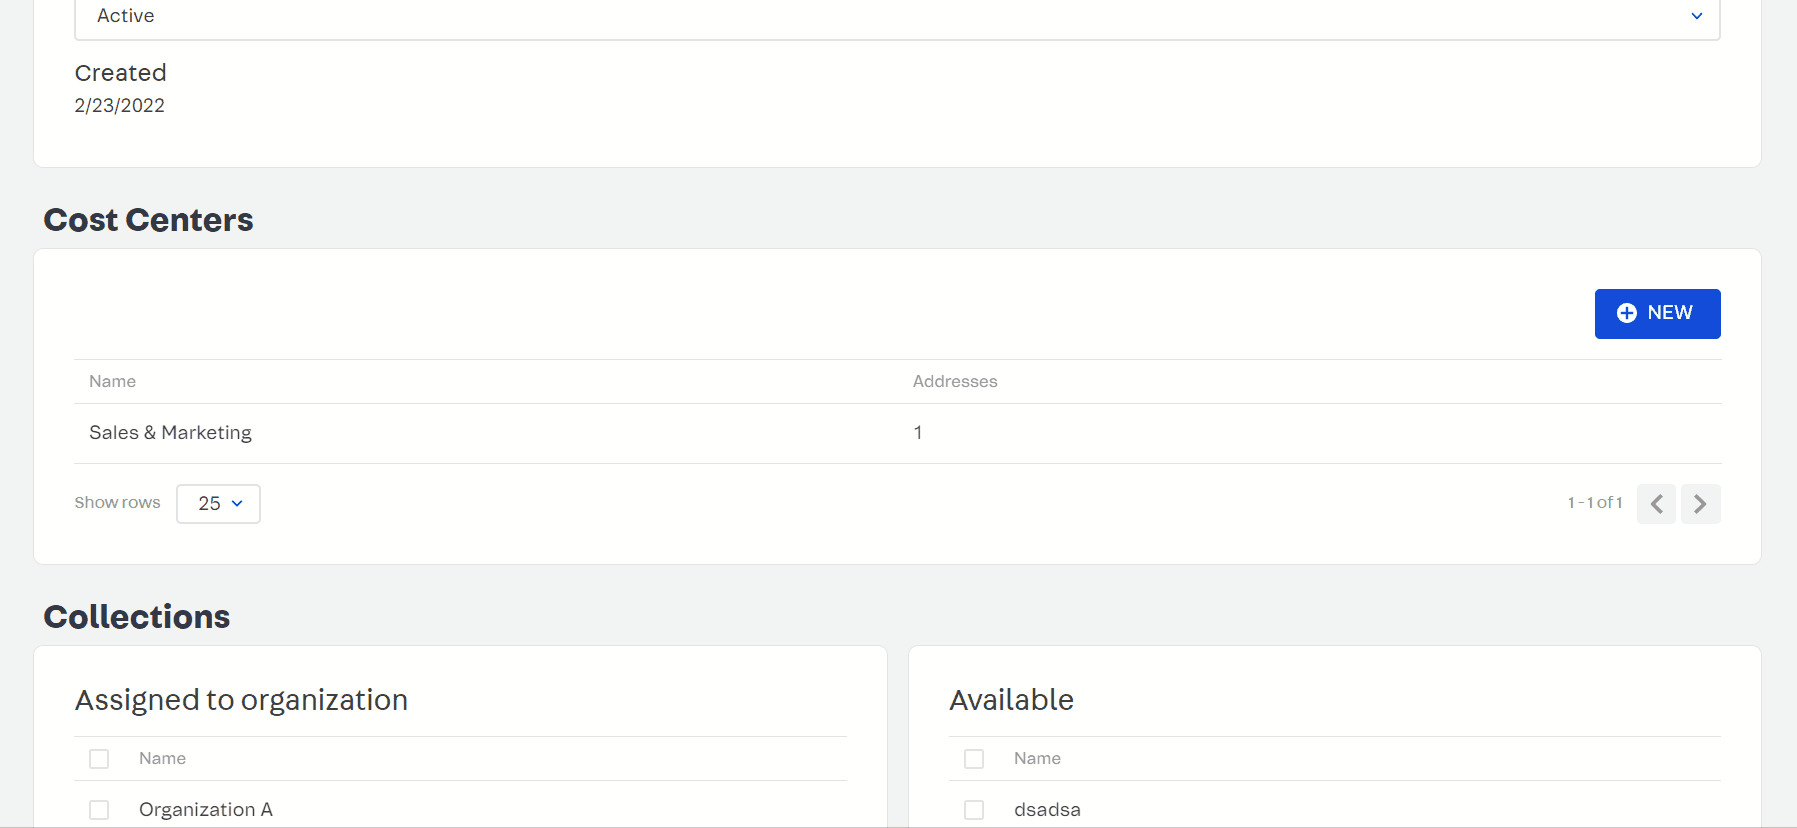 Active
Created
2/23/2022
Cost Centers
NEW
Name Addresses
Sales & Marketing 1
Show rows 25 1 - 1 of 1
Collections
Assigned to organization
Name
Organization A
Available
Name
dsadsa